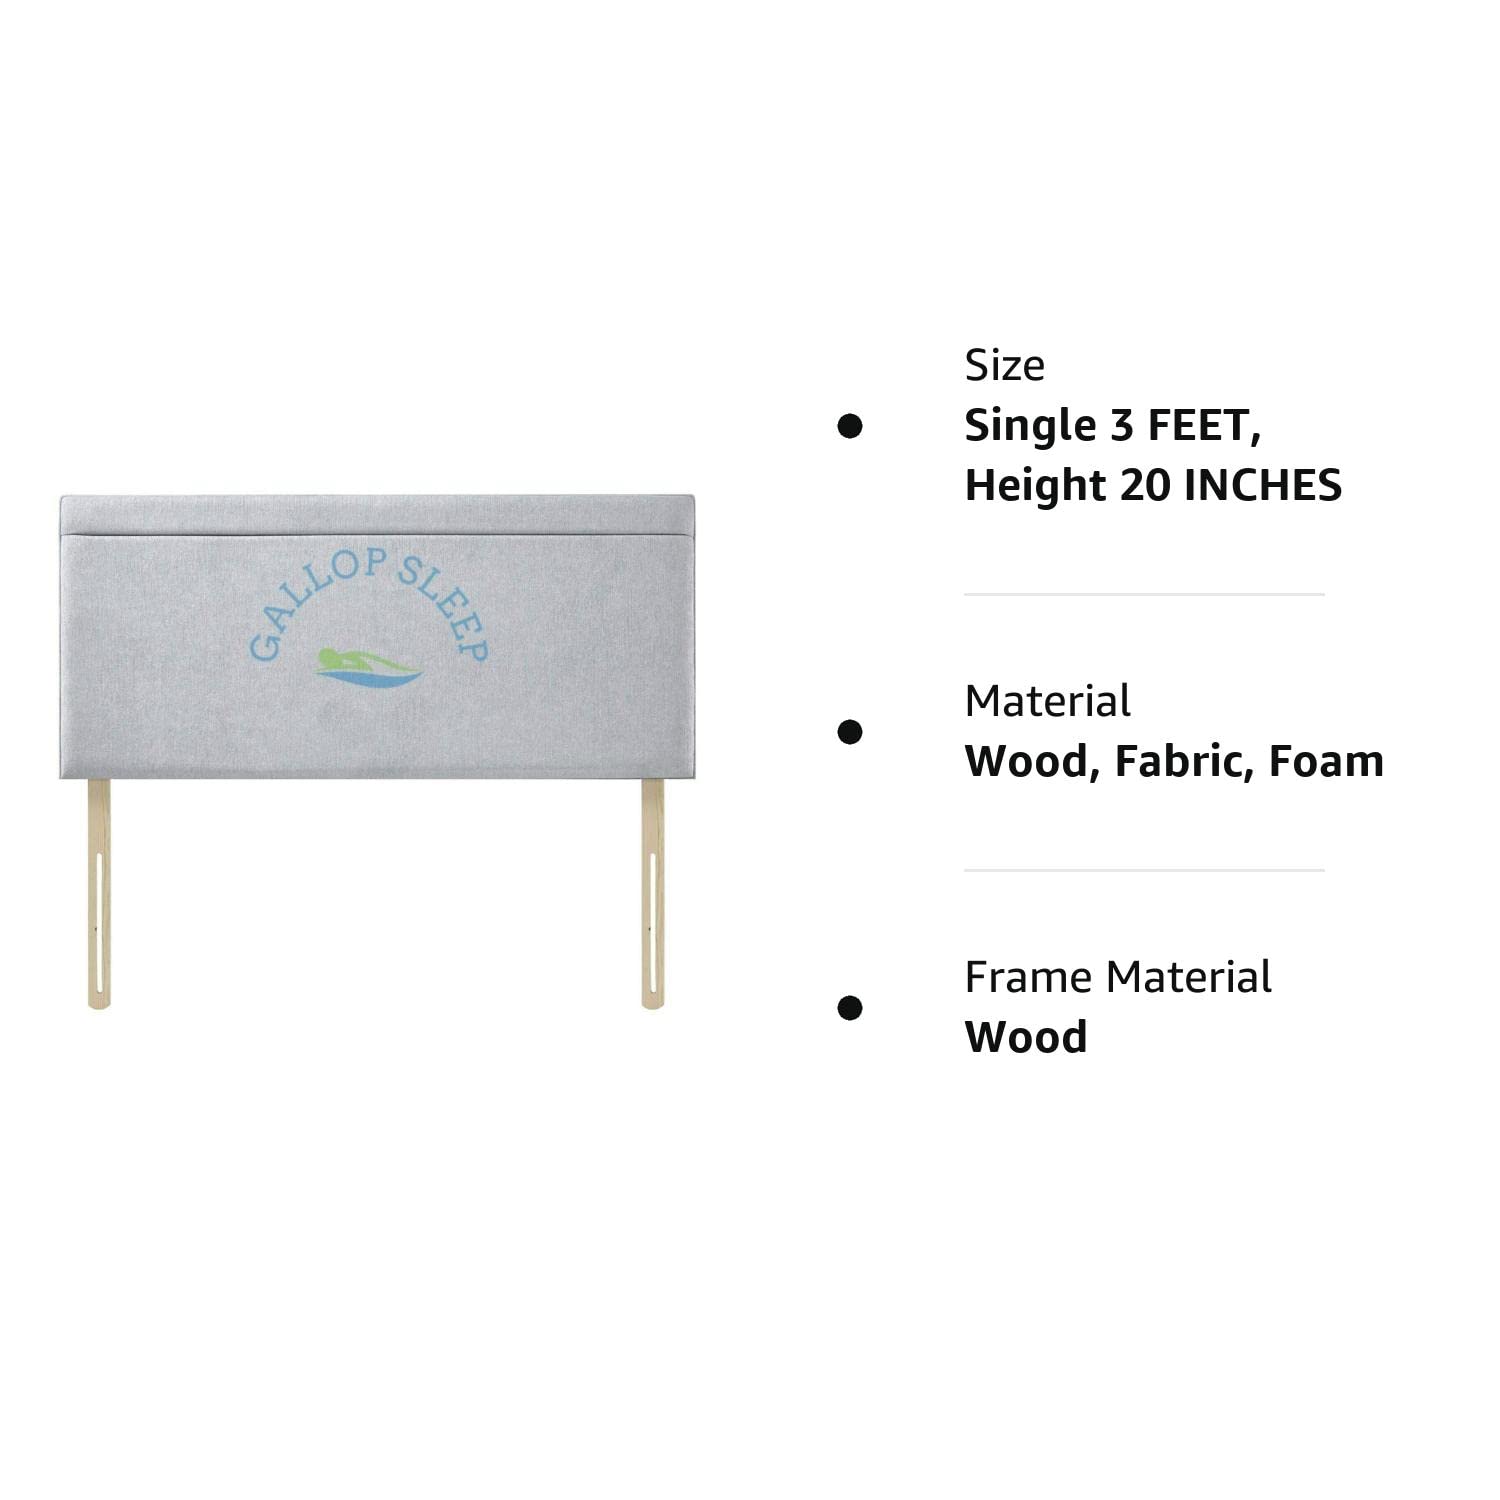 GALLOP SLEEP
Size
Single 3 FEET,
Height 20 INCHES
Material
Wood, Fabric, Foam
Frame Material
Wood